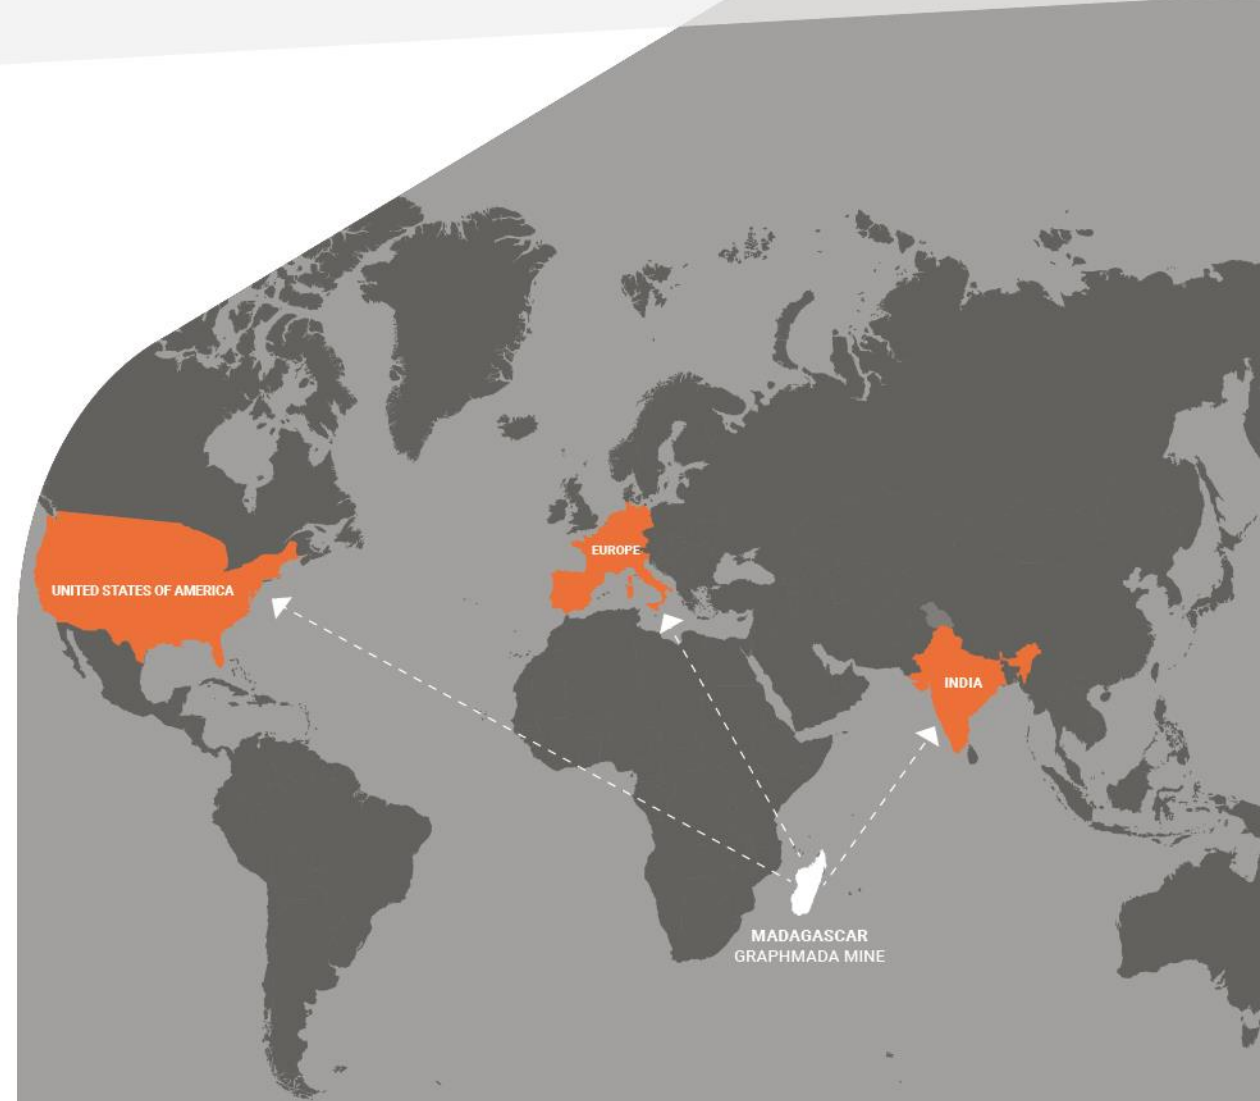 EUROPE
UNITED STATES OF AMERICA
INDIA
MADAGASCAR
GRAPHMADA MINE